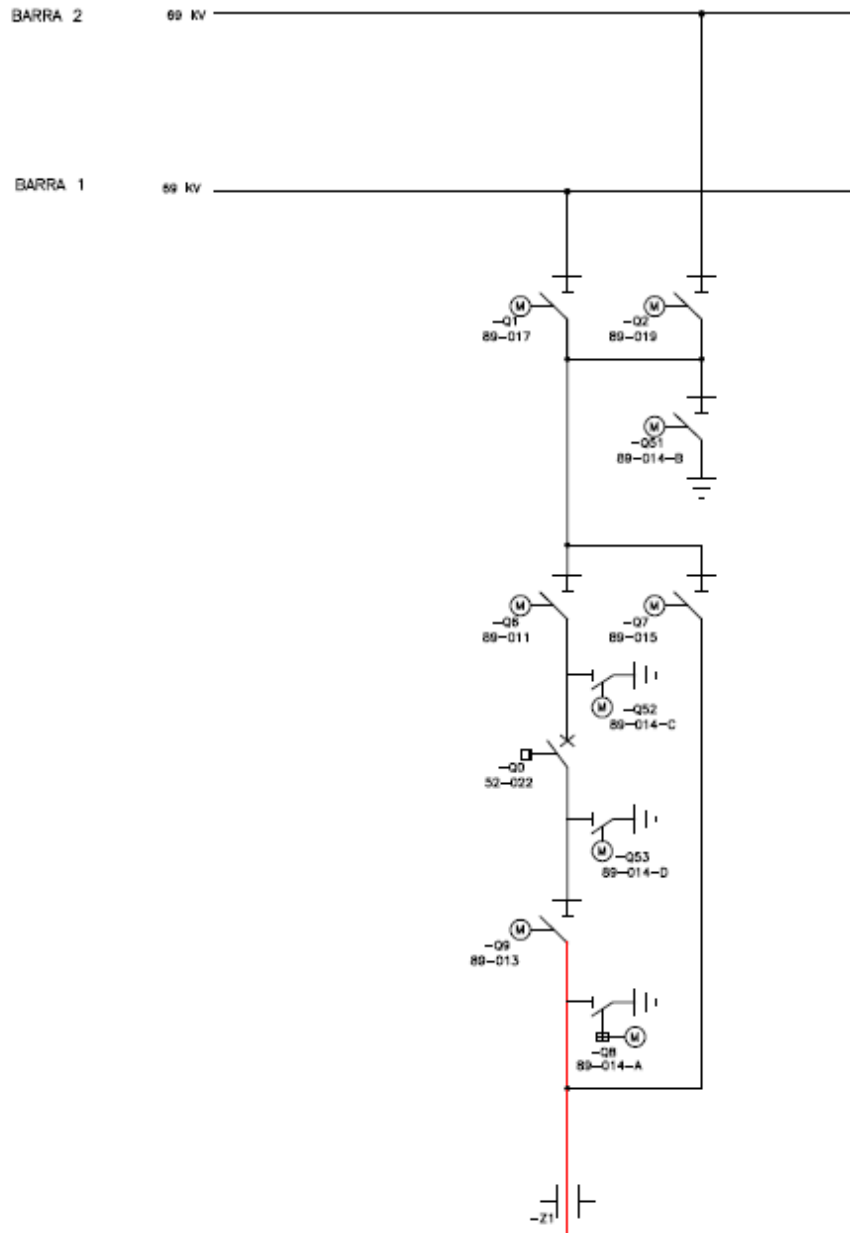 BARRA 2 69 KV
BARRA 1 69 KV
M M
-Q1 -Q2
89-017 89-019
M
-Q51
89-014-B
M M
-Q6 -Q7
89-011 89-015
M -Q52
89-014-C
-Q0
52-022
M -Q53
89-014-D
M
-Q9
89-013
M
-Q8
89-014-A
-Z1